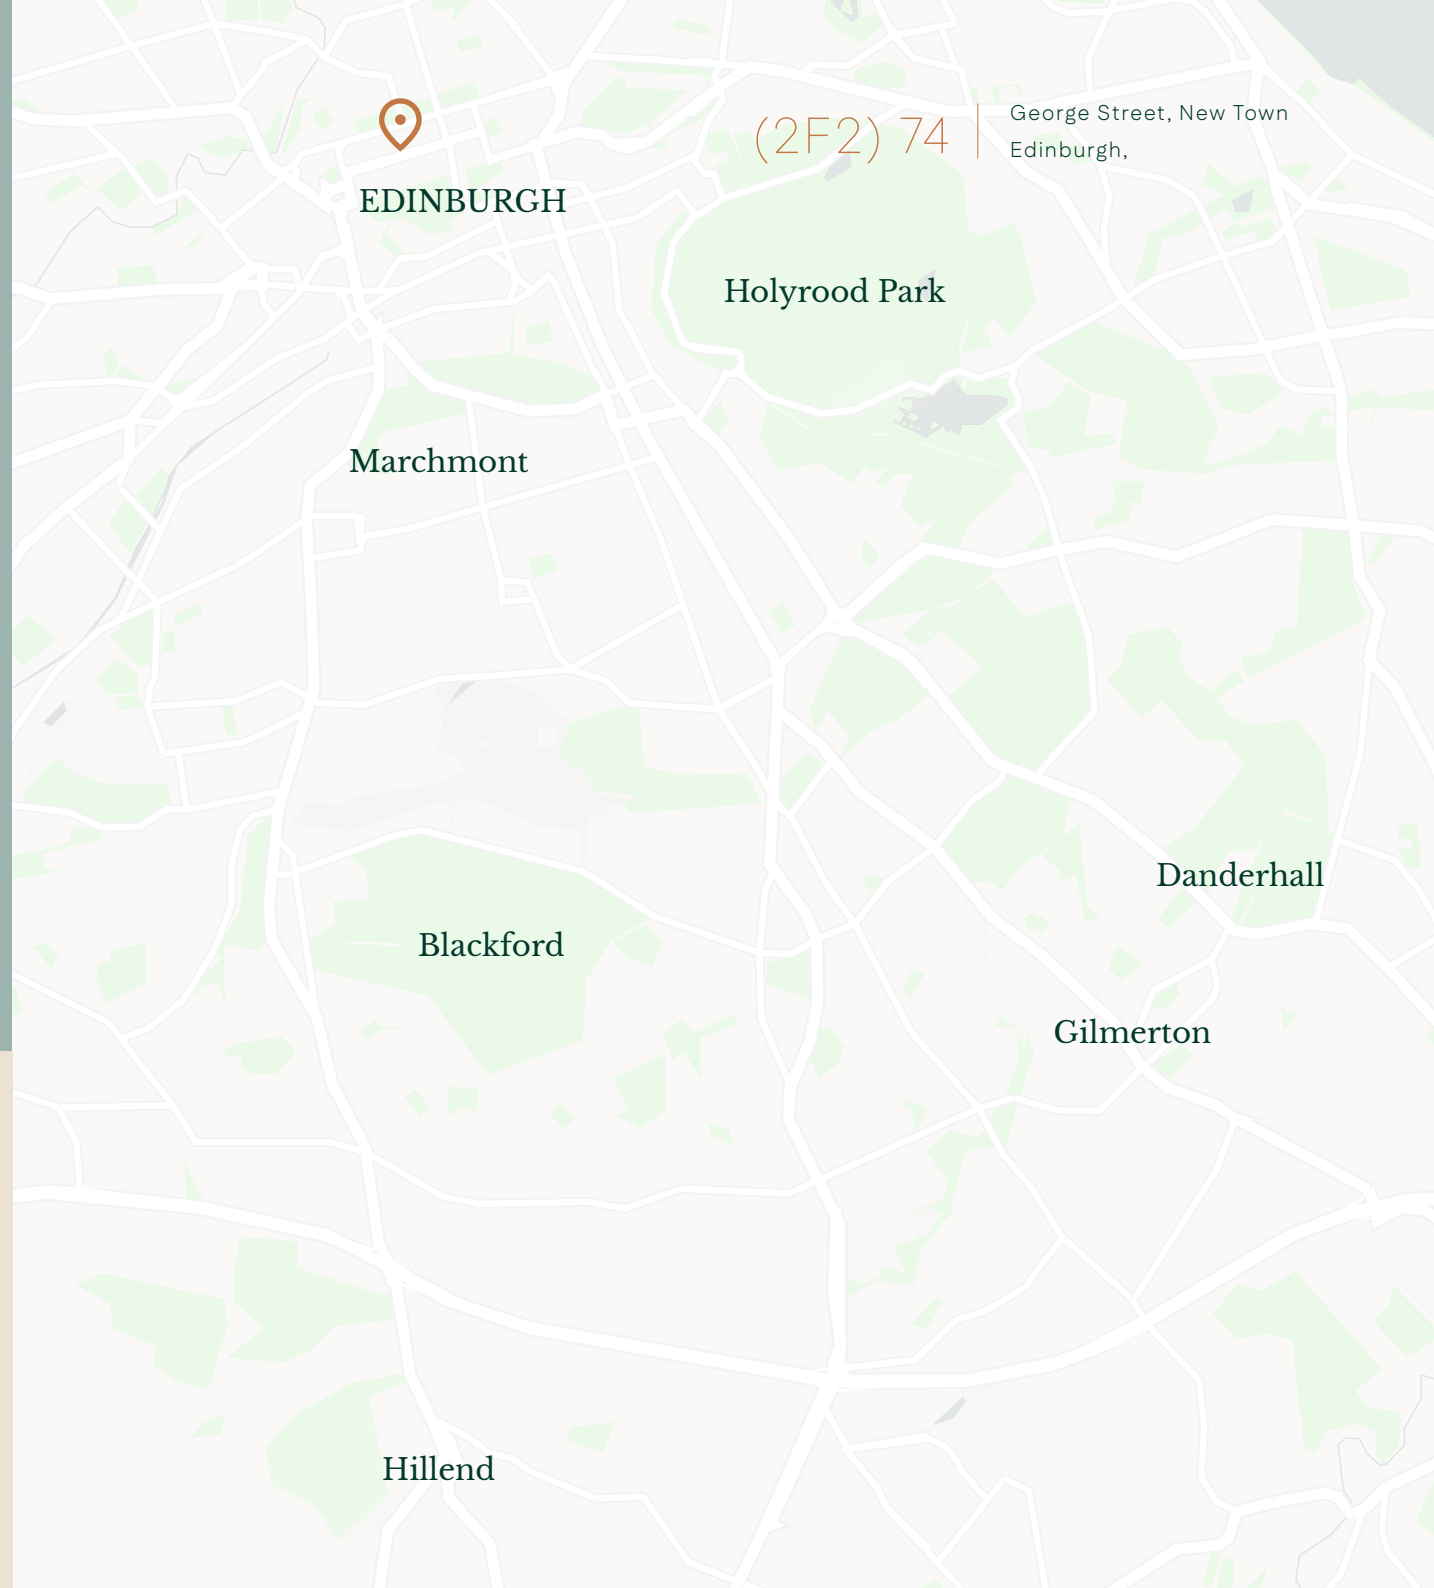 (2F2) 74
George Street, New Town
Edinburgh,
EDINBURGH
Holyrood Park
Marchmont
Danderhall
Blackford
Gilmerton
Hillend